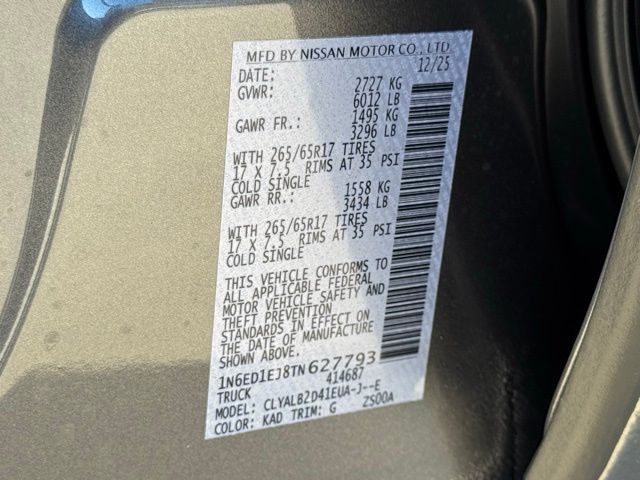 MFD BY NISSAN MOTOR CO., LTD.
DATE: 12/25
GVWR: 2727 KG
6012 LB
GAWR FR.: 1495 KG
3296 LB
WITH 265/65R17 TIRES
17 X 7.5 RIMS AT 35 PSI
COLD SINGLE
GAWR RR.: 1558 KG
3434 LB
WITH 265/65R17 TIRES
17 X 7.5 RIMS AT 35 PSI
COLD SINGLE
THIS VEHICLE CONFORMS TO
ALL APPLICABLE FEDERAL
MOTOR VEHICLE SAFETY AND
THEFT PREVENTION
STANDARDS IN EFFECT ON
THE DATE OF MANUFACTURE
SHOWN ABOVE.
1N6ED1EJ8TN627793
TRUCK 414687
MODEL: CLYALB2D41EUA-J--E
COLOR: KAD TRIM: G ZS00A